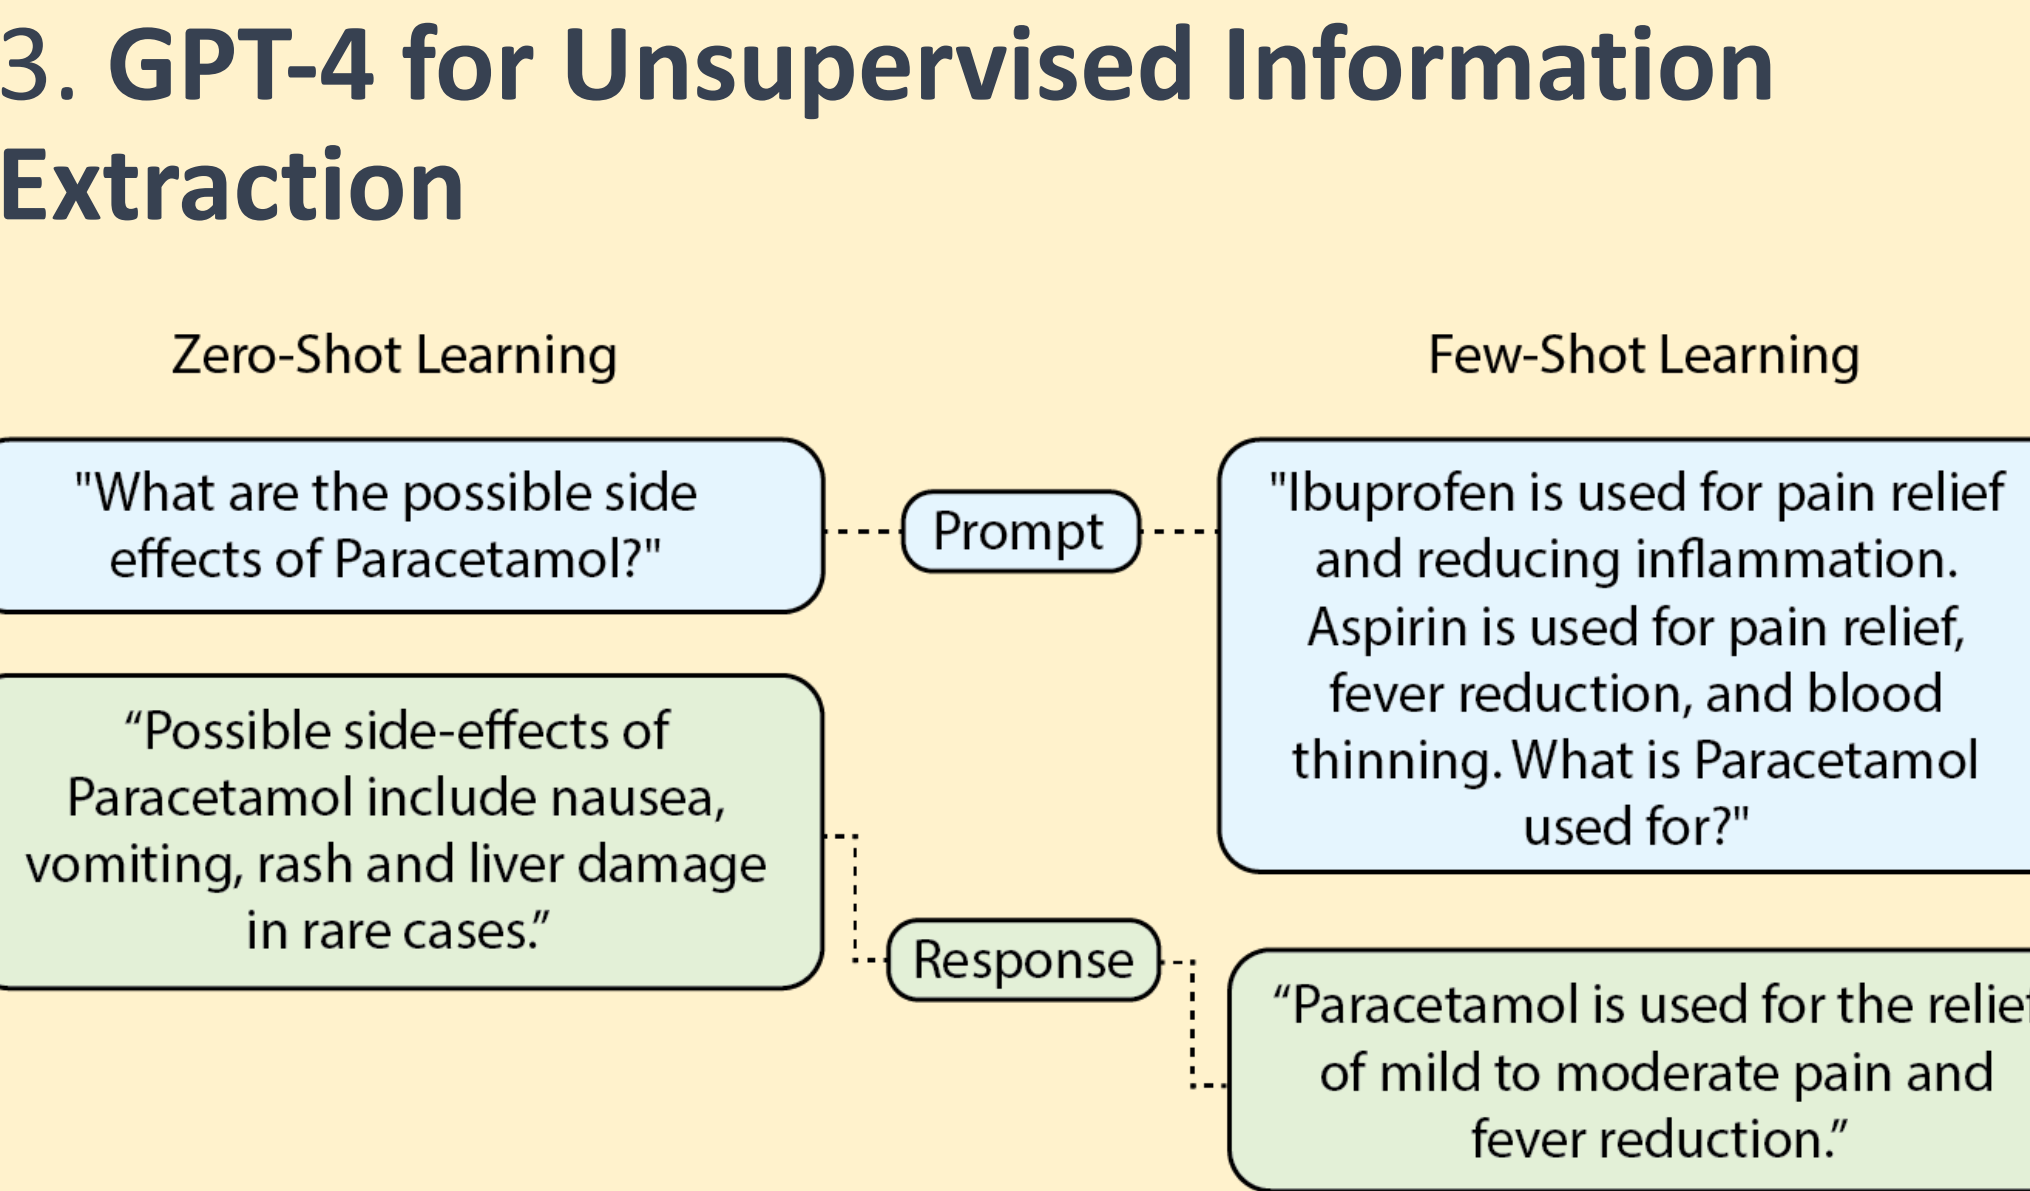 3. GPT-4 for Unsupervised Information
Extraction
Zero-Shot Learning
Few-Shot Learning
"What are the possible side
effects of Paracetamol?"
Prompt
"Ibuprofen is used for pain relief
and reducing inflammation.
Aspirin is used for pain relief,
fever reduction, and blood
thinning. What is Paracetamol
used for?"
“Possible side-effects of
Paracetamol include nausea,
vomiting, rash and liver damage
in rare cases.”
Response
“Paracetamol is used for the relief
of mild to moderate pain and
fever reduction.”